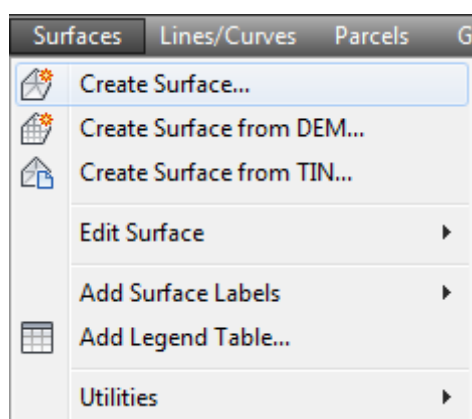 Surfaces Lines/Curves Parcels G
Create Surface...
Create Surface from DEM...
Create Surface from TIN...
Edit Surface
Add Surface Labels
Add Legend Table...
Utilities